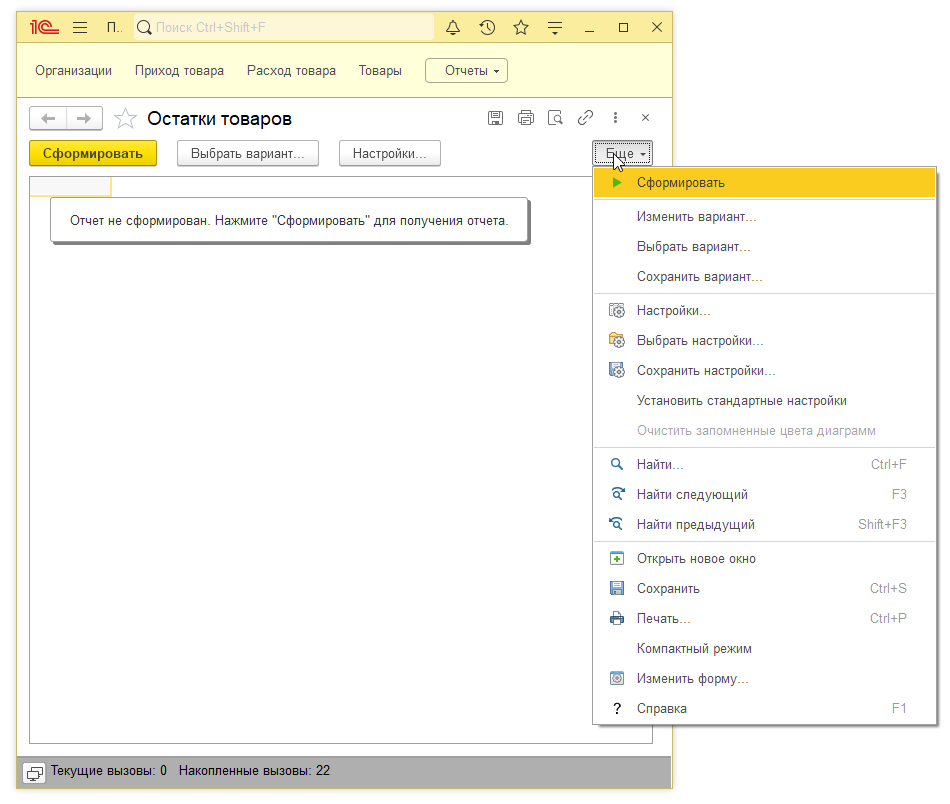 1С П.. Поиск Ctrl+Shift+F
Организации Приход товара Расход товара Товары Отчеты
Остатки товаров
Сформировать Выбрать вариант... Настройки... Еще
Отчет не сформирован. Нажмите "Сформировать" для получения отчета.
Сформировать
Изменить вариант...
Выбрать вариант...
Сохранить вариант...
Настройки...
Выбрать настройки...
Сохранить настройки...
Установить стандартные настройки
Очистить запомненные цвета диаграмм
Найти... Ctrl+F
Найти следующий F3
Найти предыдущий Shift+F3
Открыть новое окно
Сохранить Ctrl+S
Печать... Ctrl+P
Компактный режим
Изменить форму...
? Справка F1
Текущие вызовы: 0 Накопленные вызовы: 22